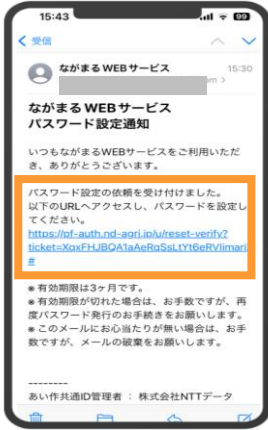 15:43
99
受信
ながまる WEB サービス
15:30
om >
ながまる WEB サービス
パスワード設定通知
いつもながまるWEBサービスをご利用いただ
き、ありがとうございます。
パスワード設定の依頼を受け付けました。
以下のURLへアクセスし、パスワードを設定し
てください。
https://pf-auth.nd-agri.jp/u/reset-verify?
ticket=XqxFHJBQA1aAeRqSsLtYt6eRVlimarj
#
※有効期限は3ヶ月です。
※有効期限が切れた場合は、お手数ですが、再
度パスワード発行のお手続きをお願いします。
※このメールにお心当たりが無い場合は、お手
数ですが、メールの破棄をお願いします。
--------
あい作共通ID管理者 : 株式会社NTTデータ